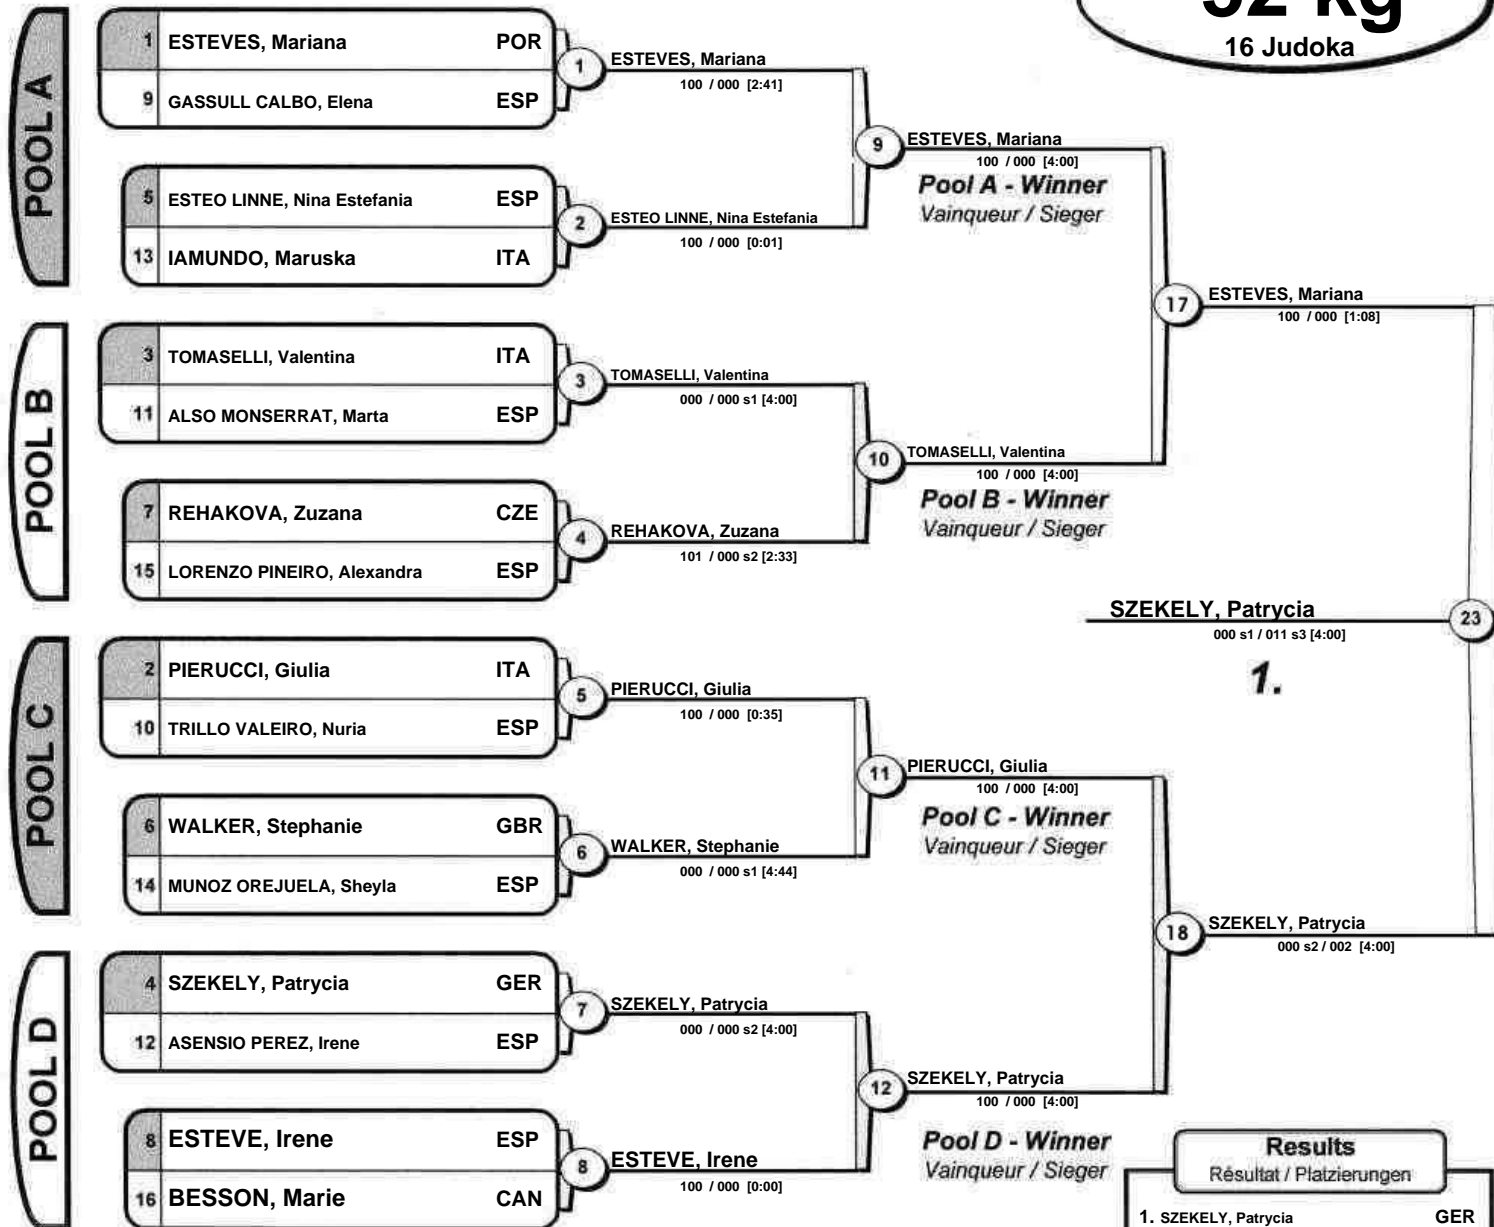 52 kg
16 Judoka
POOL A
1 ESTEVES, Mariana POR
9 GASSULL CALBO, Elena ESP
1 ESTEVES, Mariana
100 / 000 [2:41]
5 ESTEO LINNE, Nina Estefania ESP
13 IAMUNDO, Maruska ITA
2 ESTEO LINNE, Nina Estefania
100 / 000 [0:01]
9 ESTEVES, Mariana
100 / 000 [4:00]
Pool A - Winner
Vainqueur / Sieger
17 ESTEVES, Mariana
100 / 000 [1:08]
POOL B
3 TOMASELLI, Valentina ITA
11 ALSO MONSERRAT, Marta ESP
3 TOMASELLI, Valentina
000 / 000 s1 [4:00]
7 REHAKOVA, Zuzana CZE
15 LORENZO PINEIRO, Alexandra ESP
4 REHAKOVA, Zuzana
101 / 000 s2 [2:33]
10 TOMASELLI, Valentina
100 / 000 [4:00]
Pool B - Winner
Vainqueur / Sieger
SZEKELY, Patrycia 23
000 s1 / 011 s3 [4:00]
1.
POOL C
2 PIERUCCI, Giulia ITA
10 TRILLO VALEIRO, Nuria ESP
5 PIERUCCI, Giulia
100 / 000 [0:35]
6 WALKER, Stephanie GBR
14 MUNOZ OREJUELA, Sheyla ESP
6 WALKER, Stephanie
000 / 000 s1 [4:44]
11 PIERUCCI, Giulia
100 / 000 [4:00]
Pool C - Winner
Vainqueur / Sieger
18 SZEKELY, Patrycia
000 s2 / 002 [4:00]
POOL D
4 SZEKELY, Patrycia GER
12 ASENSIO PEREZ, Irene ESP
7 SZEKELY, Patrycia
000 / 000 s2 [4:00]
8 ESTEVE, Irene ESP
16 BESSON, Marie CAN
8 ESTEVE, Irene
100 / 000 [0:00]
12 SZEKELY, Patrycia
100 / 000 [4:00]
Pool D - Winner
Vainqueur / Sieger
Results
Résultat / Platzierungen
1. SZEKELY, Patrycia GER